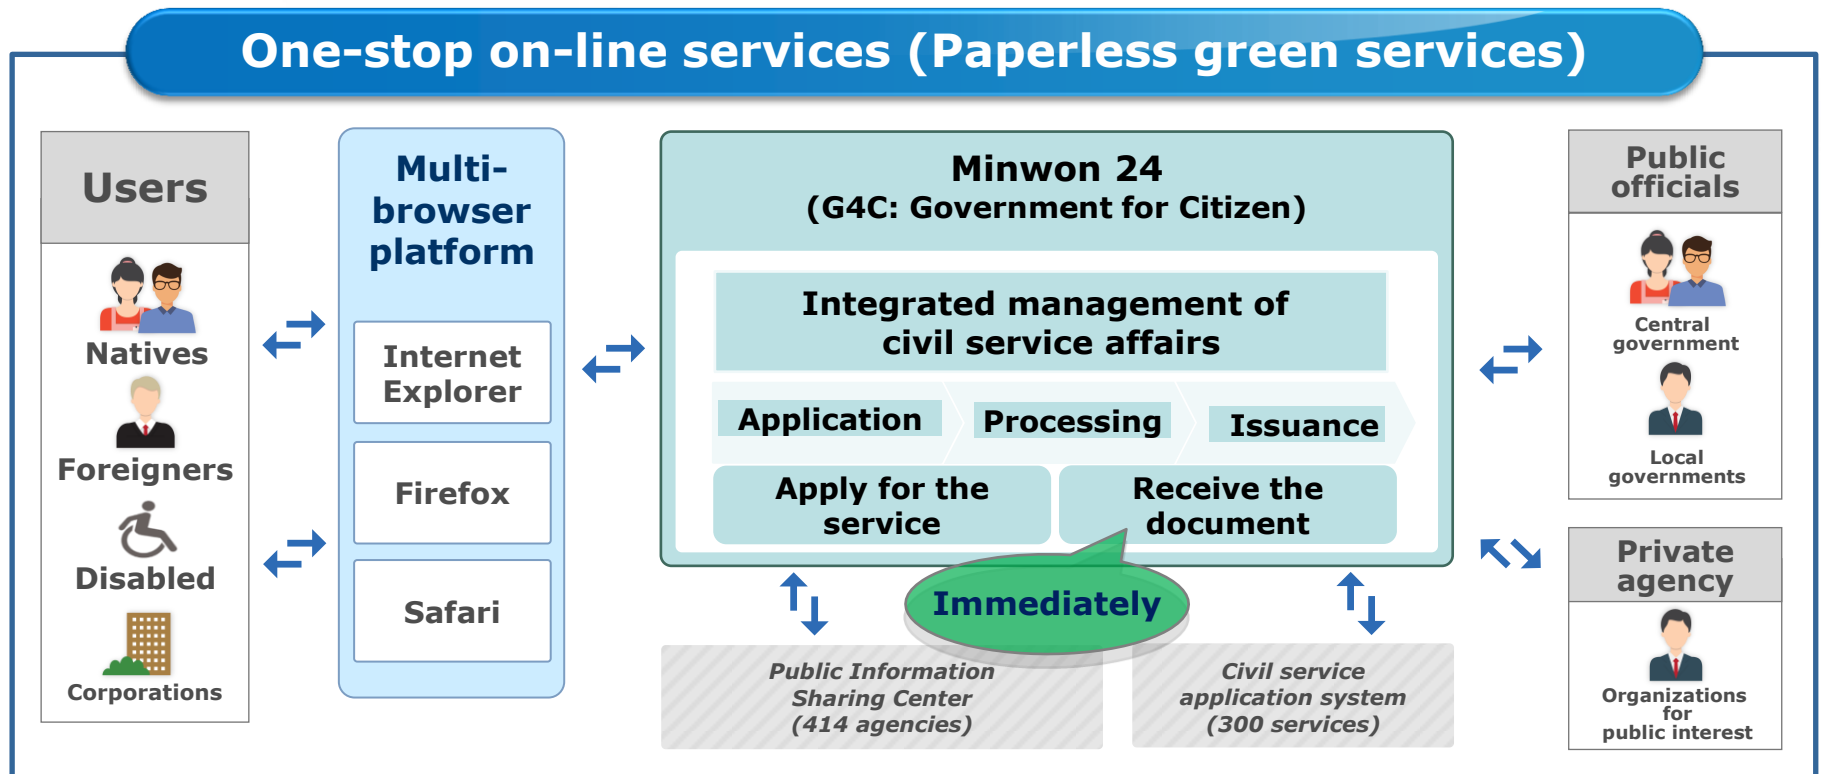 One-stop on-line services (Paperless green services)
Users
Natives
Foreigners
Disabled
Corporations
Multi-
browser
platform
Internet
Explorer
Firefox
Safari
Minwon 24
(G4C: Government for Citizen)
Integrated management of
civil service affairs
Application
Processing
Issuance
Apply for the
service
Receive the
document
Immediately
Public Information
Sharing Center
(414 agencies)
Civil service
application system
(300 services)
Public
officials
Central
government
Local
governments
Private
agency
Organizations
for
public interest